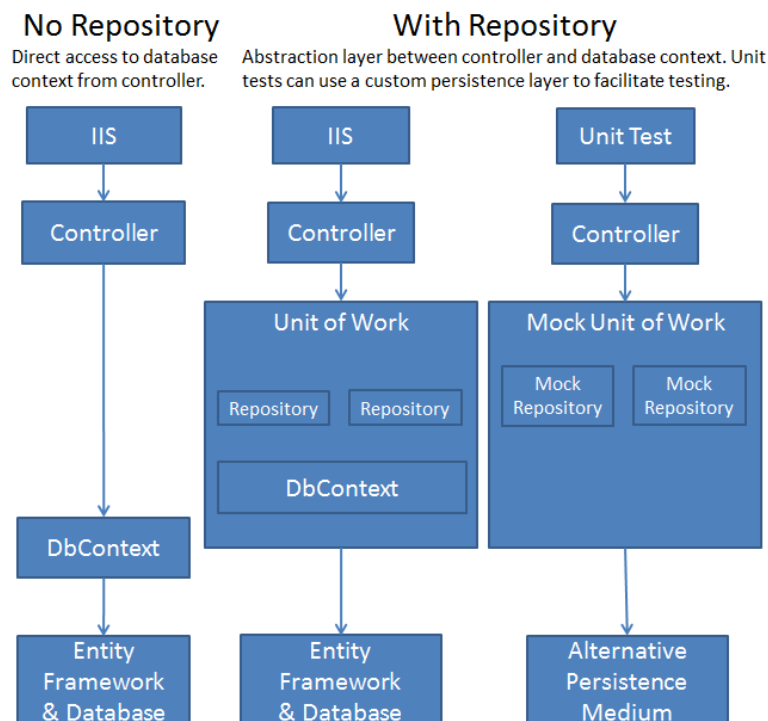 No Repository
Direct access to database
context from controller.
With Repository
Abstraction layer between controller and database context. Unit
tests can use a custom persistence layer to facilitate testing.
IIS
Controller
DbContext
Entity
Framework
& Database
IIS
Controller
Unit of Work
Repository
Repository
DbContext
Entity
Framework
& Database
Unit Test
Controller
Mock Unit of Work
Mock
Repository
Mock
Repository
Alternative
Persistence
Medium